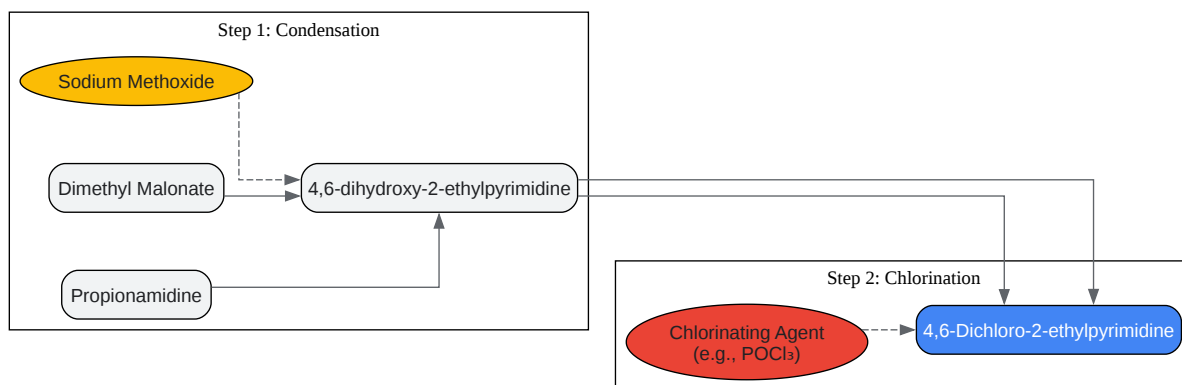 Step 1: Condensation
Sodium Methoxide
Dimethyl Malonate
4,6-dihydroxy-2-ethylpyrimidine
Propionamidine
Step 2: Chlorination
Chlorinating Agent
(e.g., POCl₃)
4,6-Dichloro-2-ethylpyrimidine